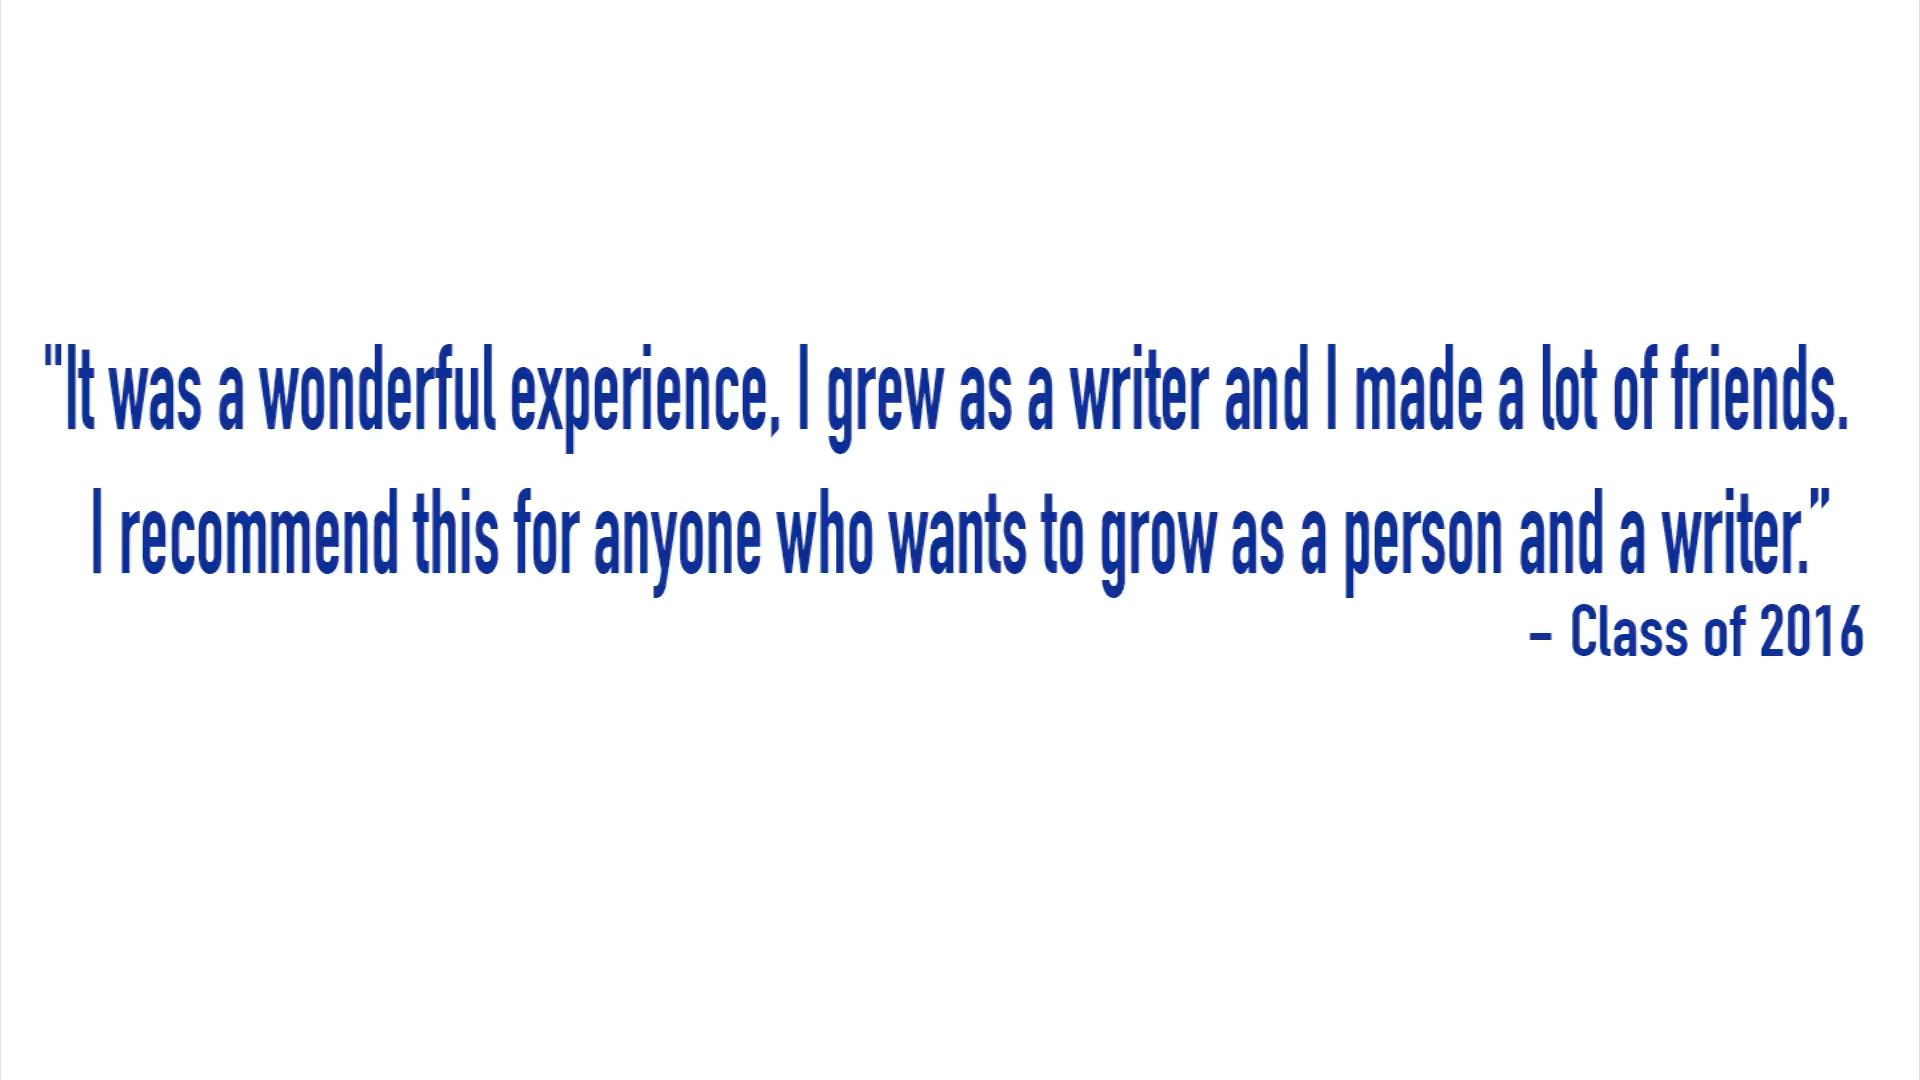 "It was a wonderful experience, I grew as a writer and I made a lot of friends.
I recommend this for anyone who wants to grow as a person and a writer.”
– Class of 2016